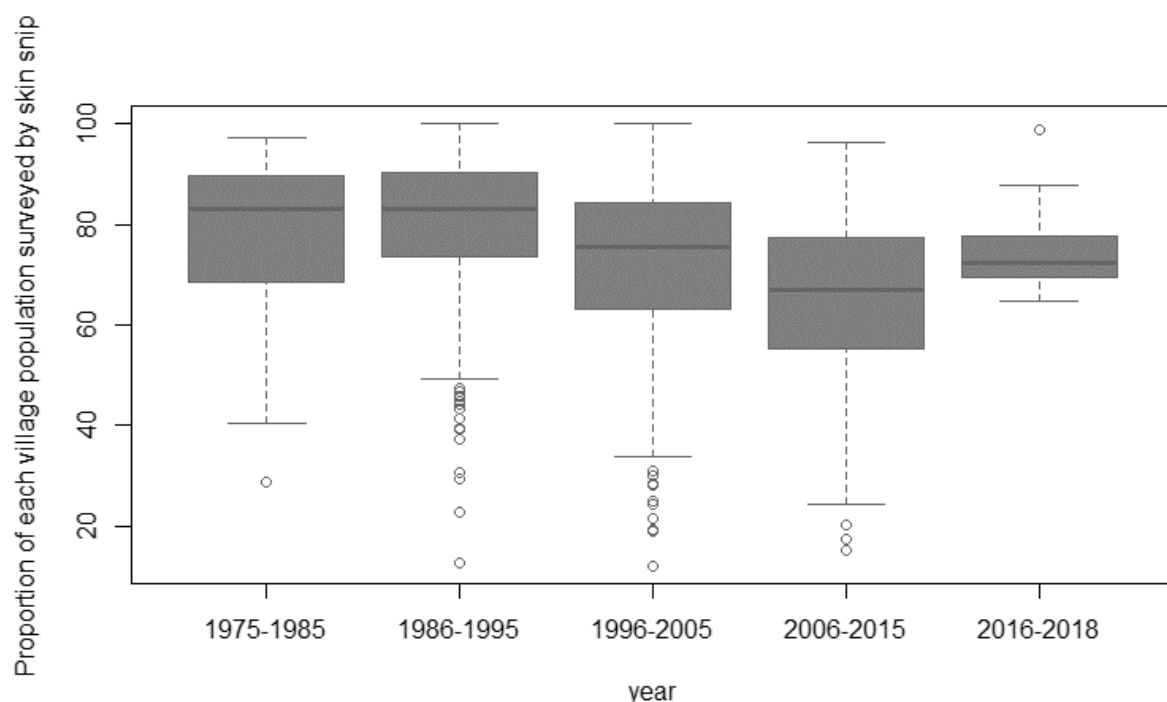 Proportion of each village population surveyed by skin snip
100
80
60
40
20
1975-1985 1986-1995 1996-2005 2006-2015 2016-2018
year